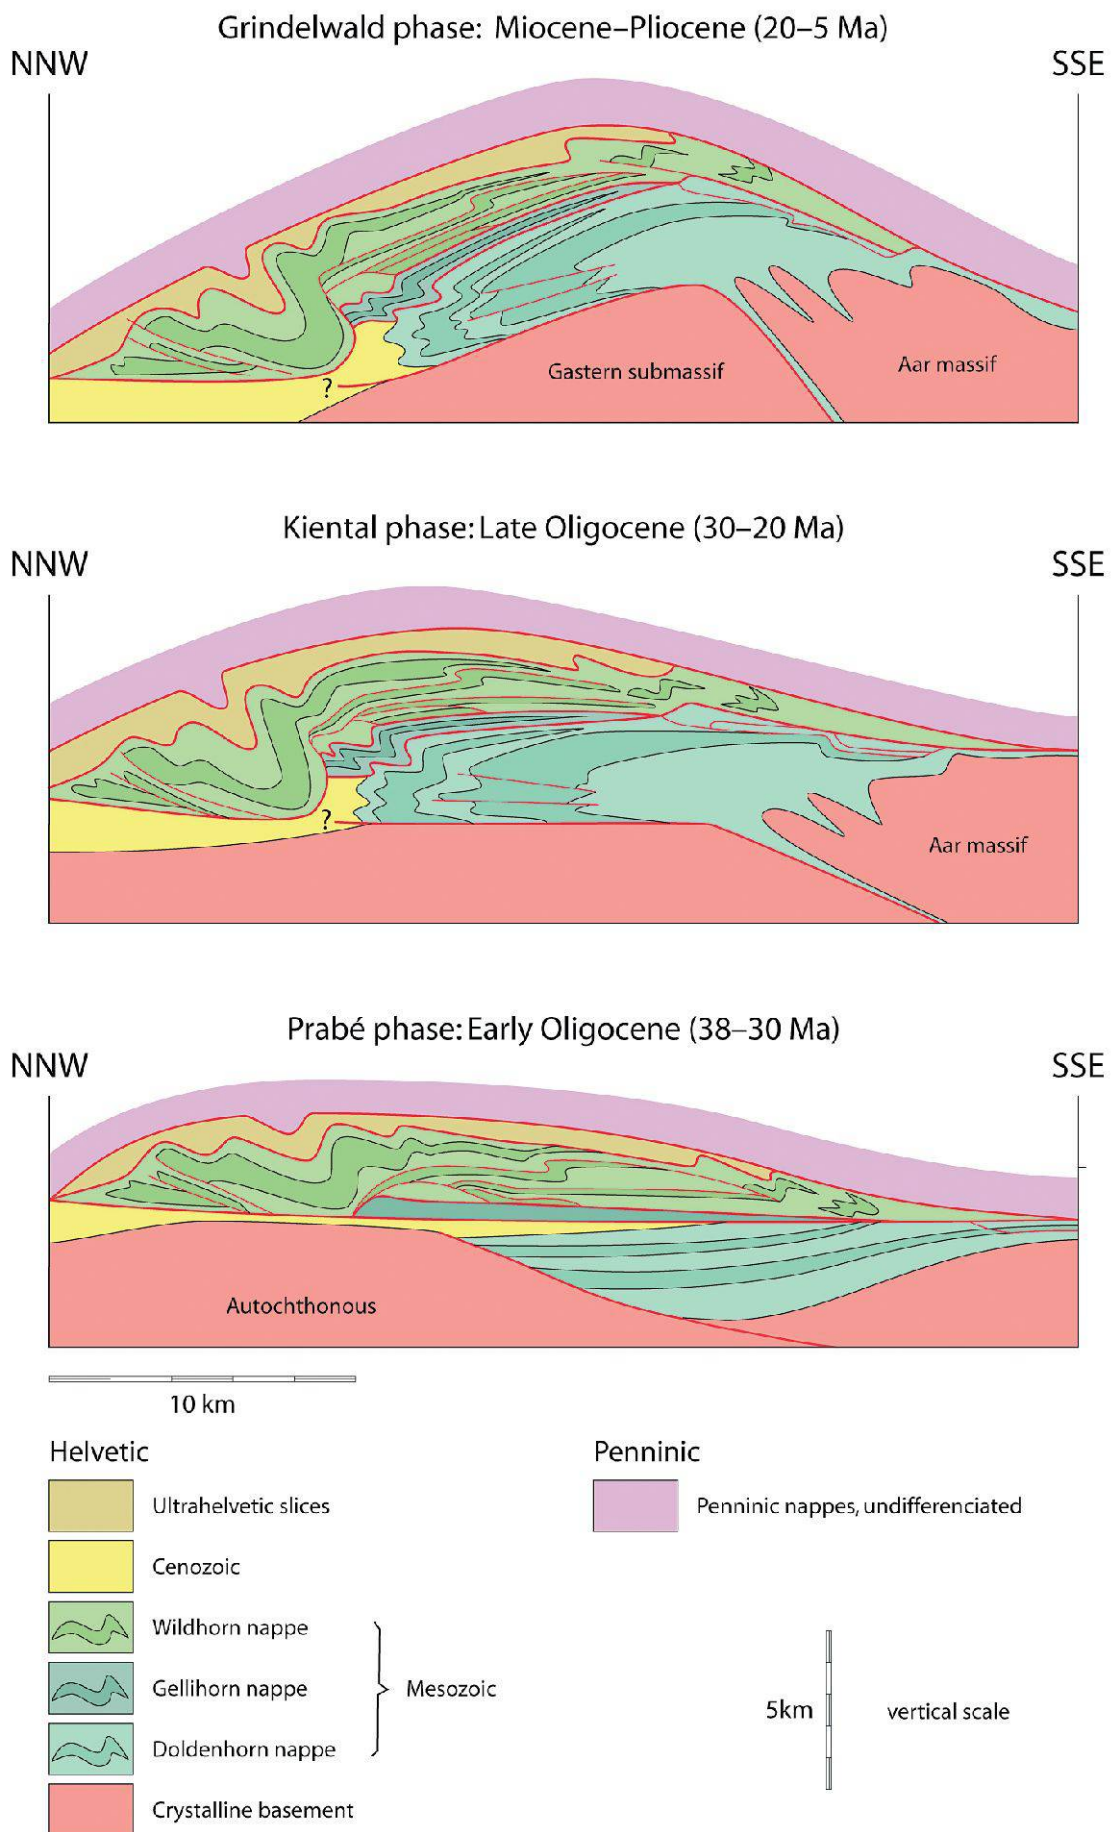 Grindelwald phase: Miocene–Pliocene (20–5 Ma)
NNW
SSE
Gastern submassif
Aar massif
?
Kiental phase: Late Oligocene (30–20 Ma)
NNW
SSE
?
Aar massif
Prabé phase: Early Oligocene (38–30 Ma)
NNW
SSE
Autochthonous
10 km
Helvetic
Ultrahelvetic slices
Cenozoic
Wildhorn nappe
Gellihorn nappe
Doldenhorn nappe
Crystalline basement
Mesozoic
Penninic
Penninic nappes, undifferenciated
5km
vertical scale